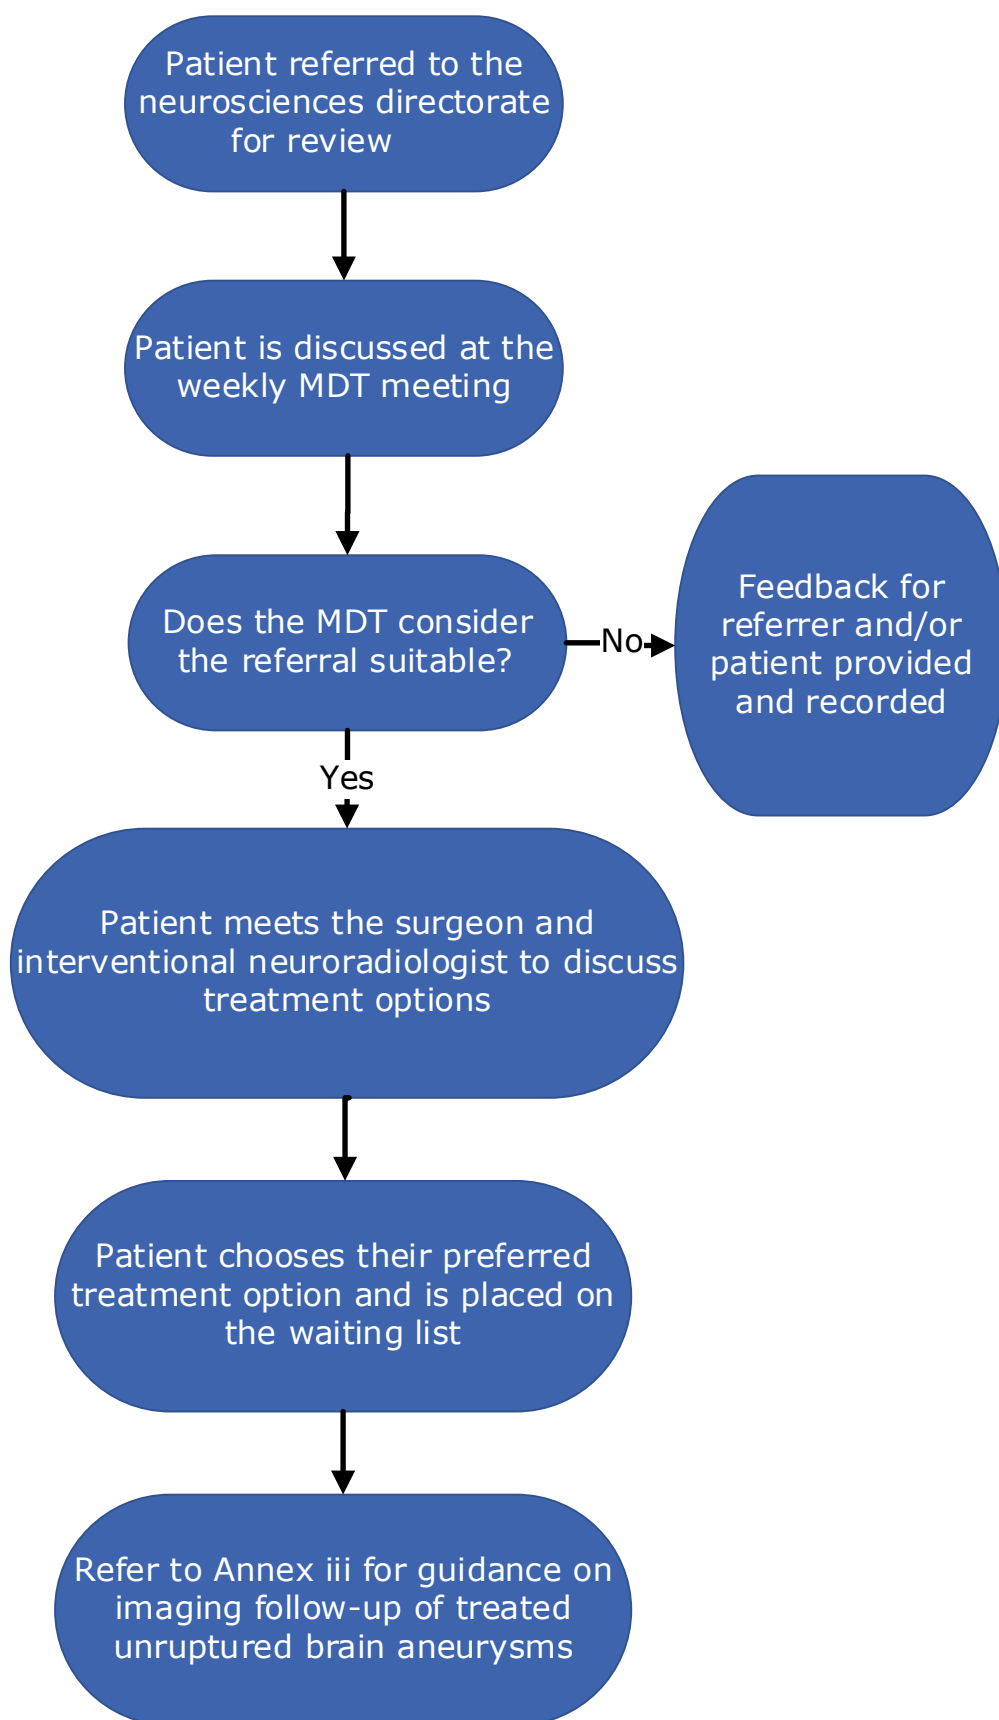 Patient referred to the
neurosciences directorate
for review
Patient is discussed at the
weekly MDT meeting
Does the MDT consider
the referral suitable?
No
Feedback for
referrer and/or
patient provided
and recorded
Yes
Patient meets the surgeon and
interventional neuroradiologist to discuss
treatment options
Patient chooses their preferred
treatment option and is placed on
the waiting list
Refer to Annex iii for guidance on
imaging follow-up of treated
unruptured brain aneurysms